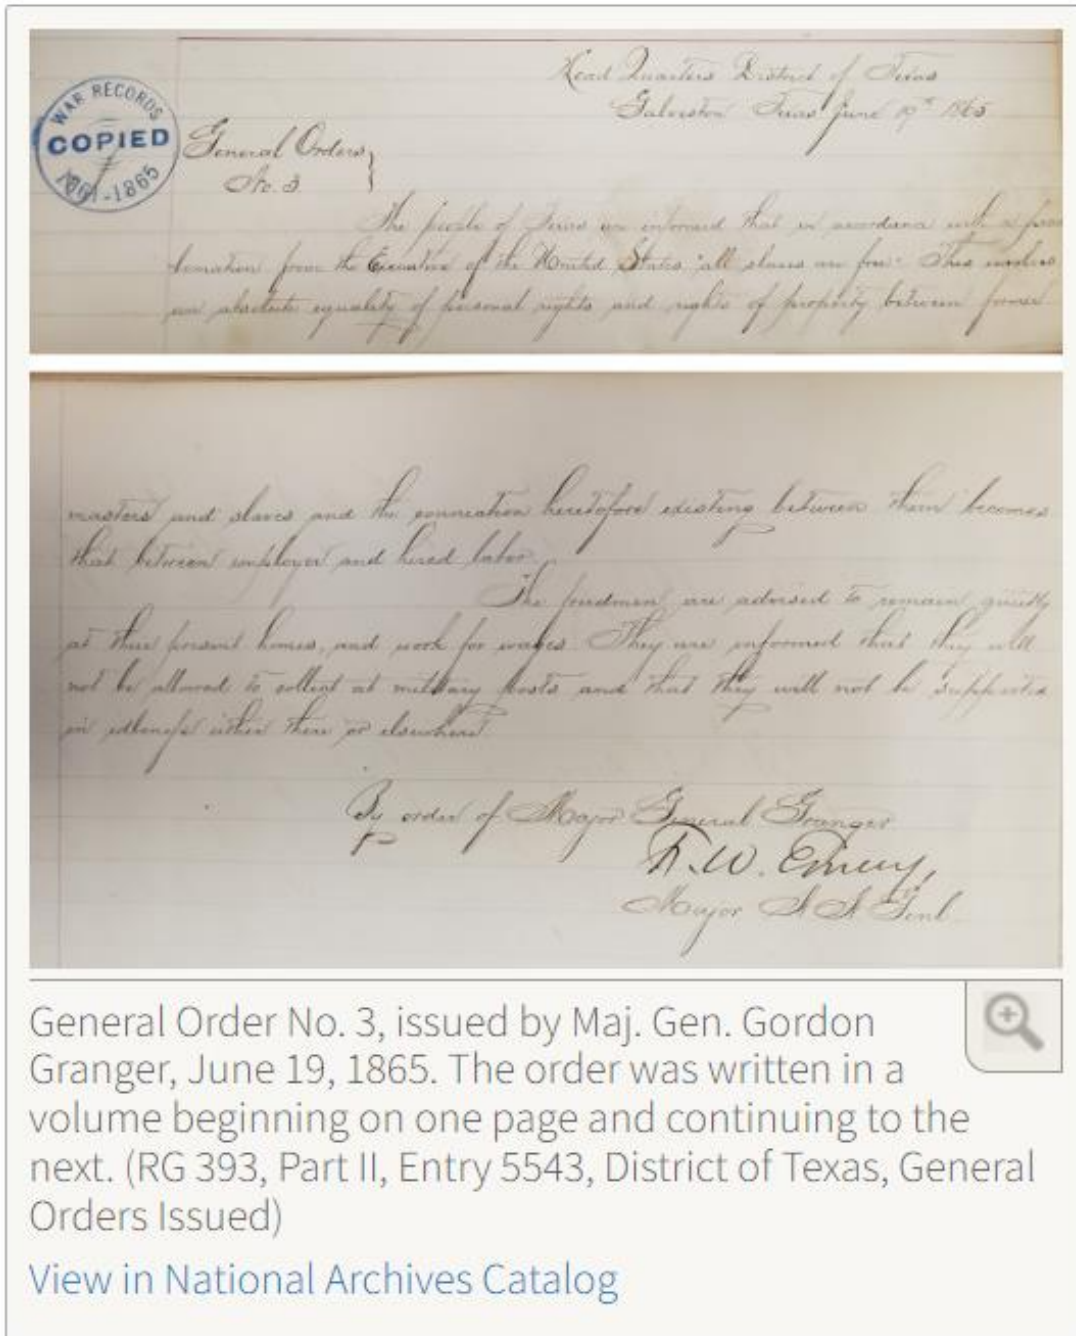 WAR RECORDS
COPIED
1861-1865
Head Quarters District of Texas
Galveston Texas June 19th 1865
General Orders
No. 3
The people of Texas are informed that in accordance with a proc
lamation from the Executive of the United States "all slaves are free." This involves
an absolute equality of personal rights and rights of property between former
masters and slaves and the connection heretofore existing between them becomes
that between employer and hired labor.
The freedmen are advised to remain quietly
at their present homes, and work for wages. They are informed that they will
not be allowed to collect at military posts and that they will not be supported
in idleness either there or elsewhere.
By order of Major General Granger
F.W. Emery,
Major A A Genl.
General Order No. 3, issued by Maj. Gen. Gordon
Granger, June 19, 1865. The order was written in a
volume beginning on one page and continuing to the
next. (RG 393, Part II, Entry 5543, District of Texas, General
Orders Issued)
View in National Archives Catalog